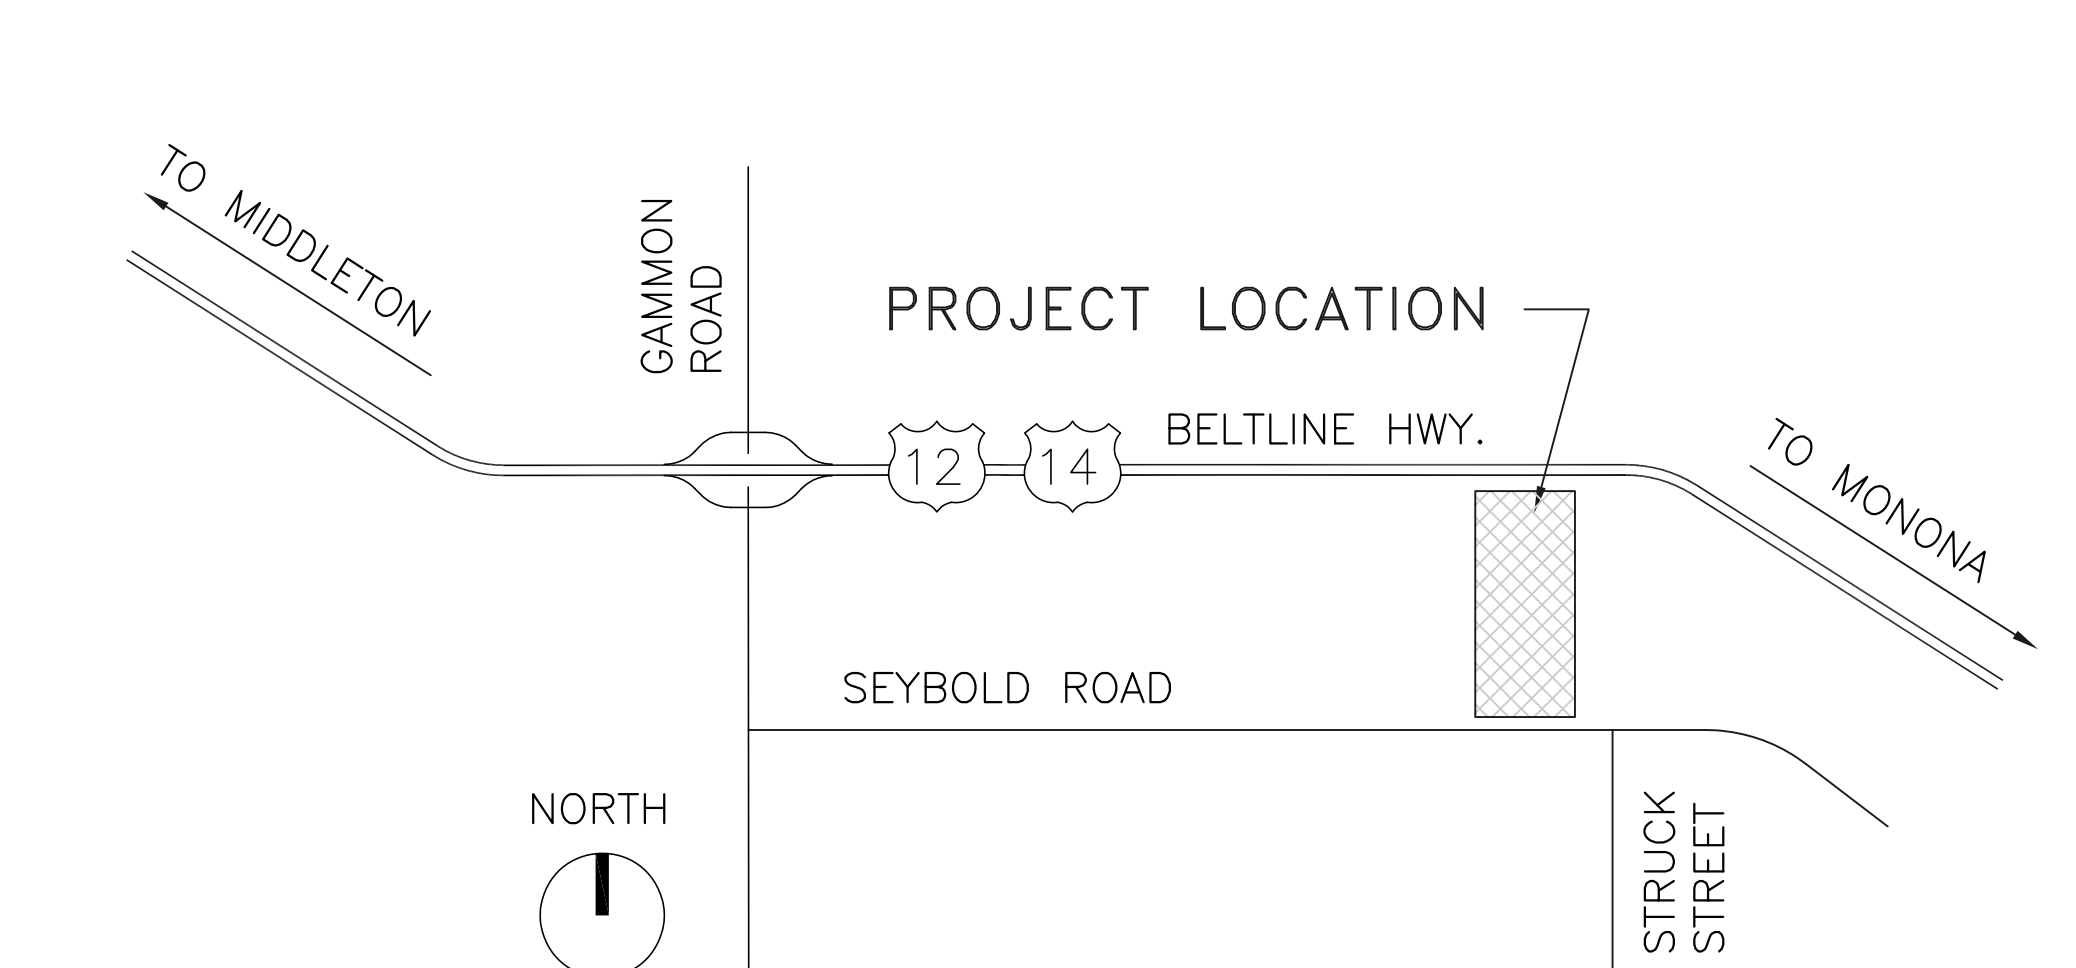 TO MIDDLETON
GAMMON
ROAD
PROJECT LOCATION
12
14
BELTLINE HWY.
TO MONONA
SEYBOLD ROAD
NORTH
STRUCK
STREET